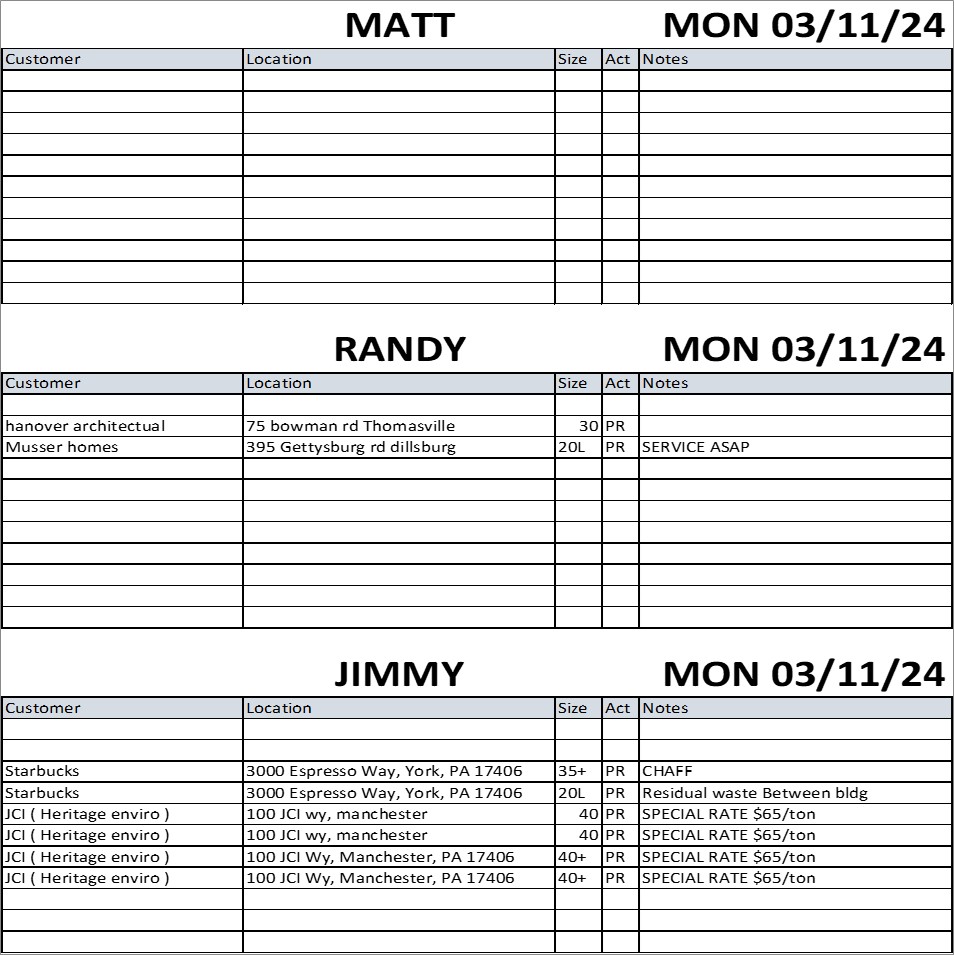 MATT MON 03/11/24
Customer Location Size Act Notes
RANDY MON 03/11/24
Customer Location Size Act Notes
hanover architectual 75 bowman rd Thomasville 30 PR
Musser homes 395 Gettysburg rd dillsburg 20L PR SERVICE ASAP
JIMMY MON 03/11/24
Customer Location Size Act Notes
Starbucks 3000 Espresso Way, York, PA 17406 35+ PR CHAFF
Starbucks 3000 Espresso Way, York, PA 17406 20L PR Residual waste Between bldg
JCI ( Heritage enviro ) 100 JCI wy, manchester 40 PR SPECIAL RATE $65/ton
JCI ( Heritage enviro ) 100 JCI wy, manchester 40 PR SPECIAL RATE $65/ton
JCI ( Heritage enviro ) 100 JCI Wy, Manchester, PA 17406 40+ PR SPECIAL RATE $65/ton
JCI ( Heritage enviro ) 100 JCI Wy, Manchester, PA 17406 40+ PR SPECIAL RATE $65/ton